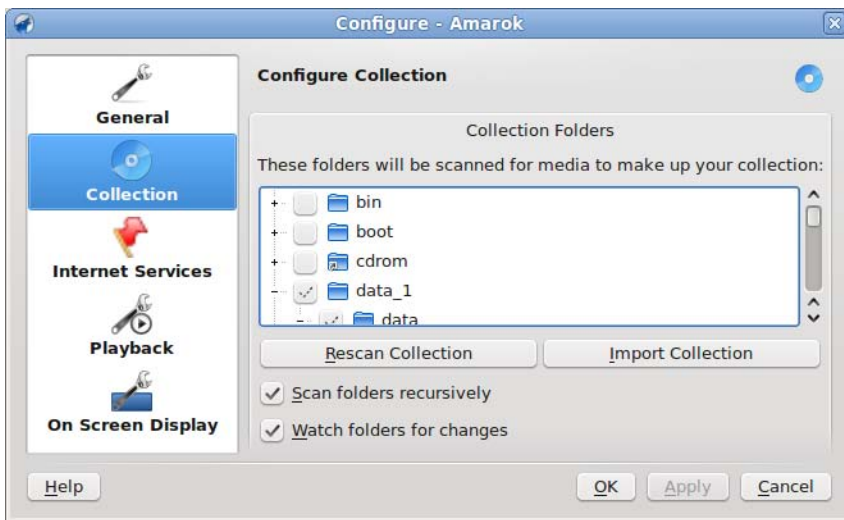 Configure - Amarok
General
Collection
Internet Services
Playback
On Screen Display
Configure Collection
Collection Folders
These folders will be scanned for media to make up your collection:
bin
boot
cdrom
data_1
data
Rescan Collection
Import Collection
Scan folders recursively
Watch folders for changes
Help
OK
Apply
Cancel